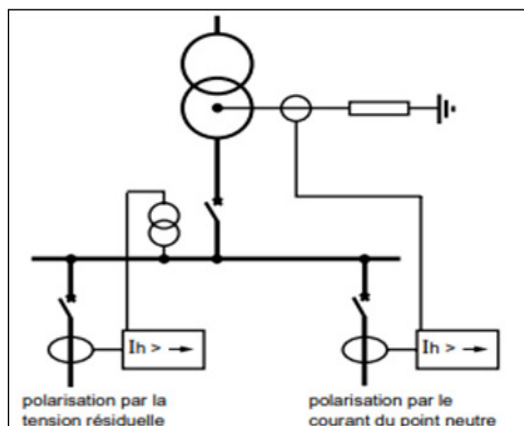 Ih >
Ih >
polarisation par la
tension résiduelle
polarisation par le
courant du point neutre